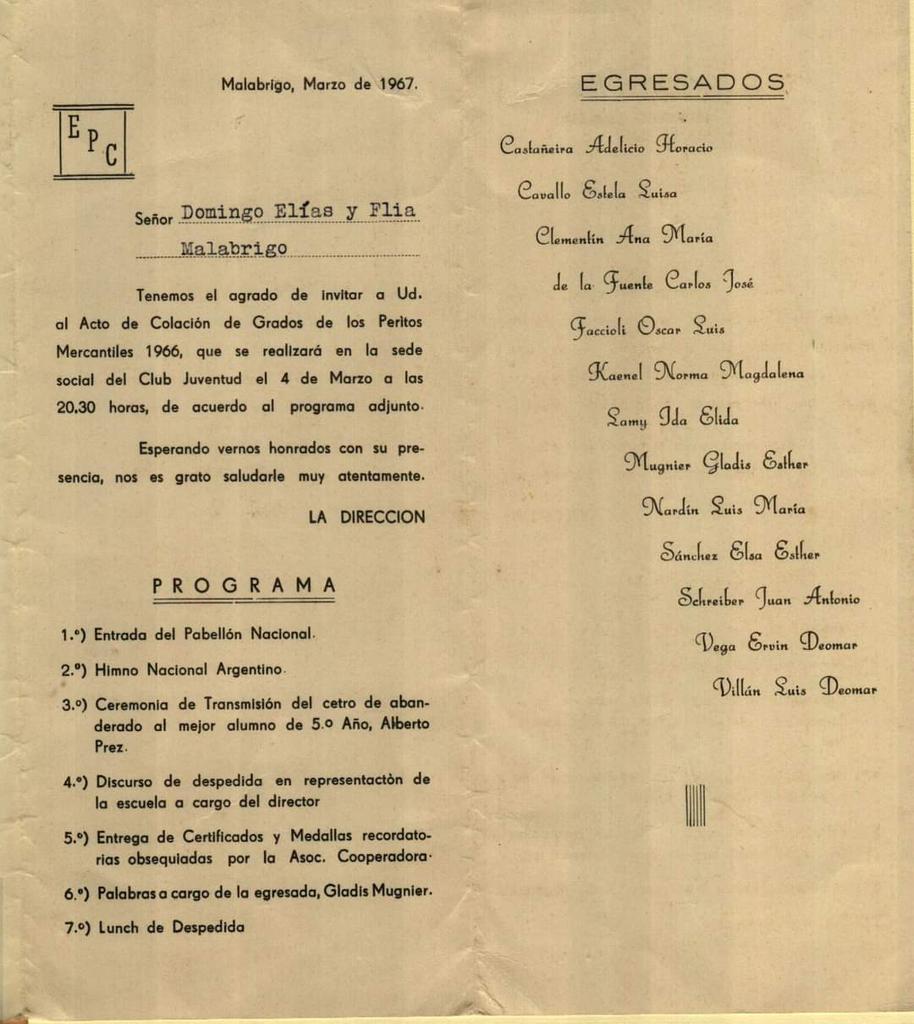 Malabrigo, Marzo de 1967.
E P C
Señor Domingo Elías y Flia
Malabrigo
Tenemos el agrado de invitar a Ud.
al Acto de Colación de Grados de los Peritos
Mercantiles 1966, que se realizará en la sede
social del Club Juventud el 4 de Marzo a las
20.30 horas, de acuerdo al programa adjunto.
Esperando vernos honrados con su pre-
sencia, nos es grato saludarle muy atentamente.
LA DIRECCION
PROGRAMA
1.º) Entrada del Pabellón Nacional.
2.º) Himno Nacional Argentino.
3.º) Ceremonia de Transmisión del cetro de aban-
derado al mejor alumno de 5.º Año, Alberto
Prez.
4.º) Discurso de despedida en representactòn de
la escuela a cargo del director
5.º) Entrega de Certificados y Medallas recordato-
rias obsequiadas por la Asoc. Cooperadora.
6.º) Palabras a cargo de la egresada, Gladis Mugnier.
7.º) Lunch de Despedida
EGRESADOS
Castañeira Adelicio Horacio
Cavallo Estela Luisa
Clementín Ana María
de la Fuente Carlos José
Faccioli Oscar Luis
Kaenel Norma Magdalena
Lamy Ida Elida
Mugnier Gladis Esther
Nardín Luis María
Sánchez Elsa Esther
Schreiber Juan Antonio
Vega Ervin Deomar
Villán Luis Deomar